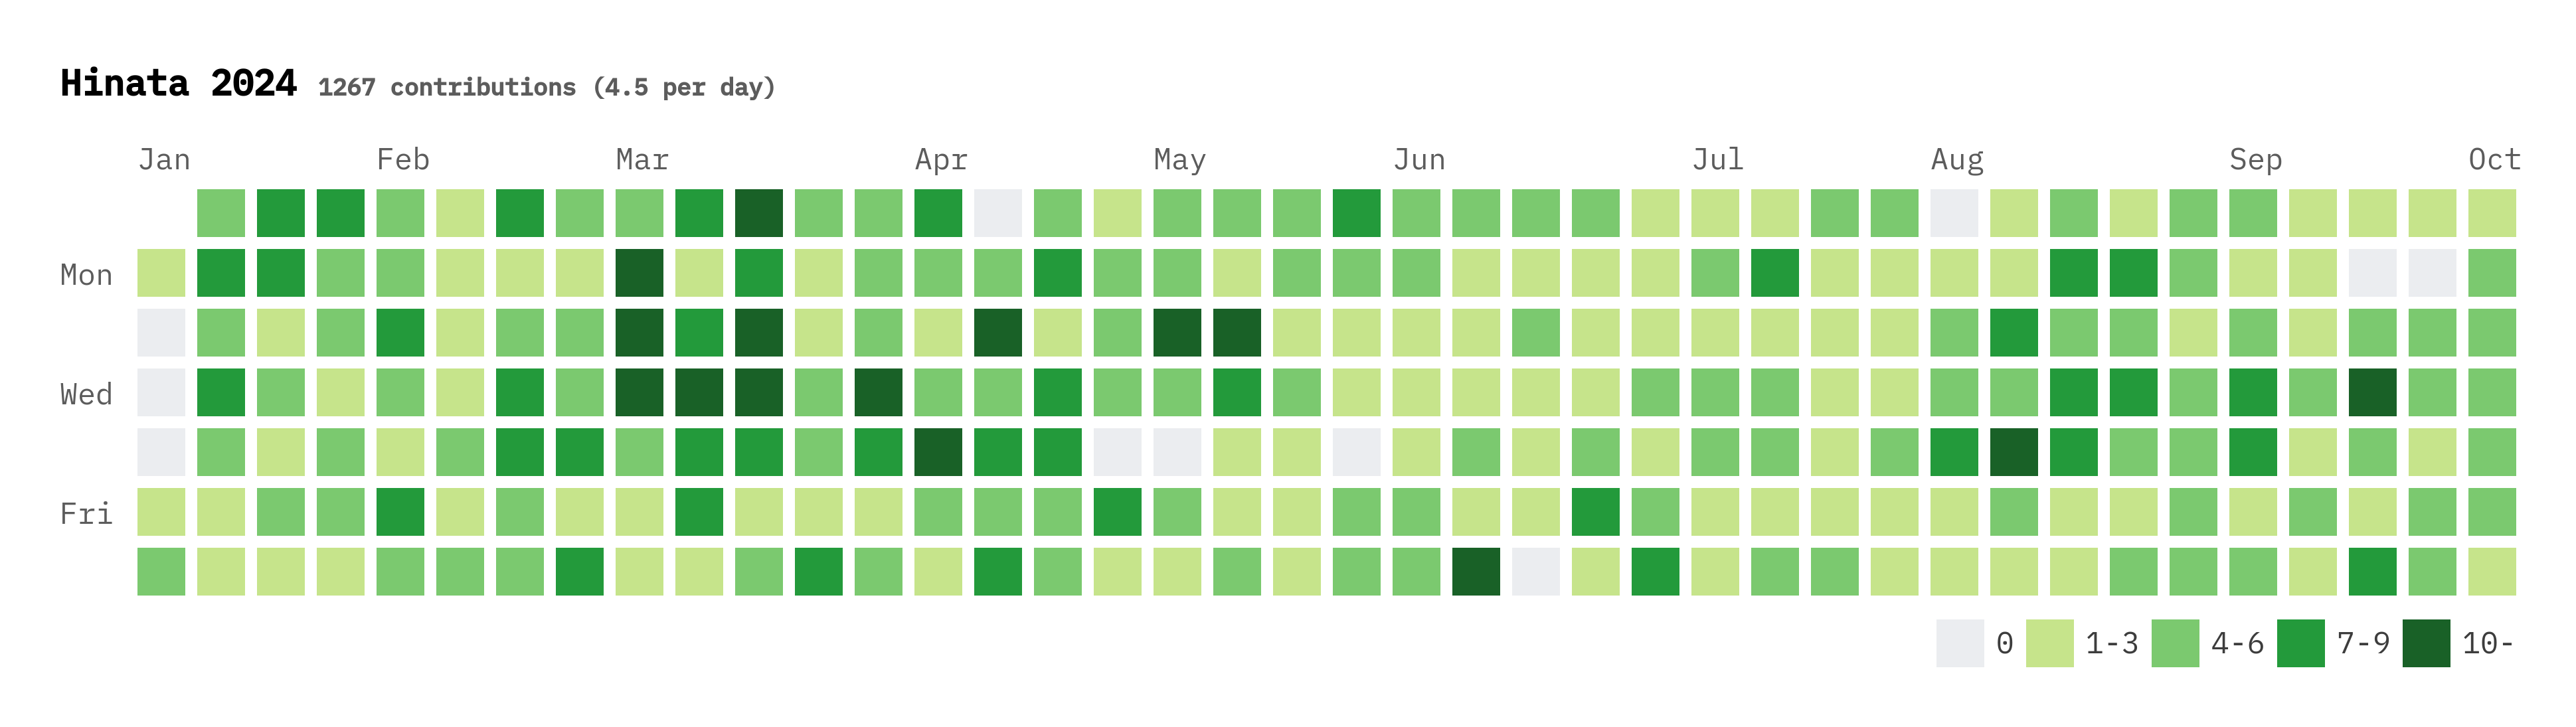 Hinata 2024 1267 contributions (4.5 per day)
Jan Feb Mar Apr May Jun Jul Aug Sep Oct
Mon
Wed
Fri
0 1-3 4-6 7-9 10-